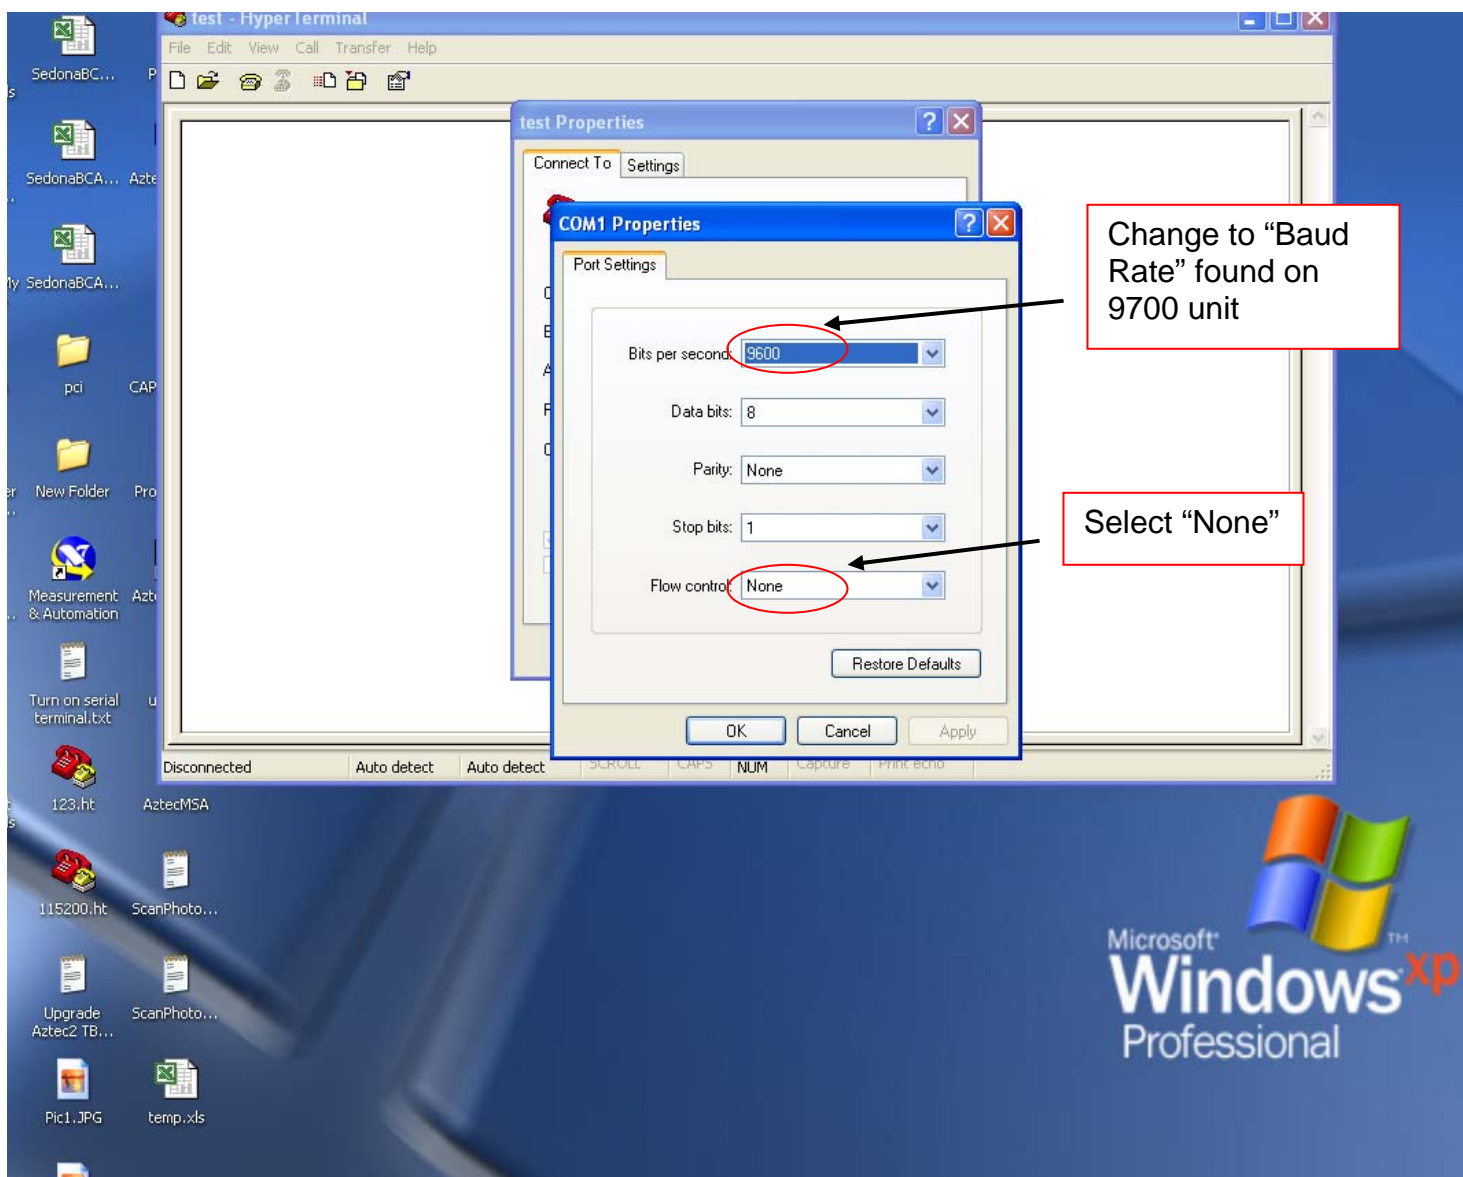 test - HyperTerminal
File Edit View Call Transfer Help
test Properties
Connect To Settings
COM1 Properties
Port Settings
Bits per second: 9600
Data bits: 8
Parity: None
Stop bits: 1
Flow control: None
Restore Defaults
OK Cancel Apply
Disconnected Auto detect Auto detect SCROLL CAPS NUM Capture Print echo
Change to “Baud
Rate” found on
9700 unit
Select “None”
SedonaBC...
SedonaBCA...
SedonaBCA...
pci
New Folder
Measurement
& Automation
Turn on serial
terminal.txt
123.ht
AztecMSA
115200.ht
ScanPhoto...
Upgrade
Aztec2 TB...
ScanPhoto...
Pic1.JPG
temp.xls
Microsoft
Windows xp
TM
Professional